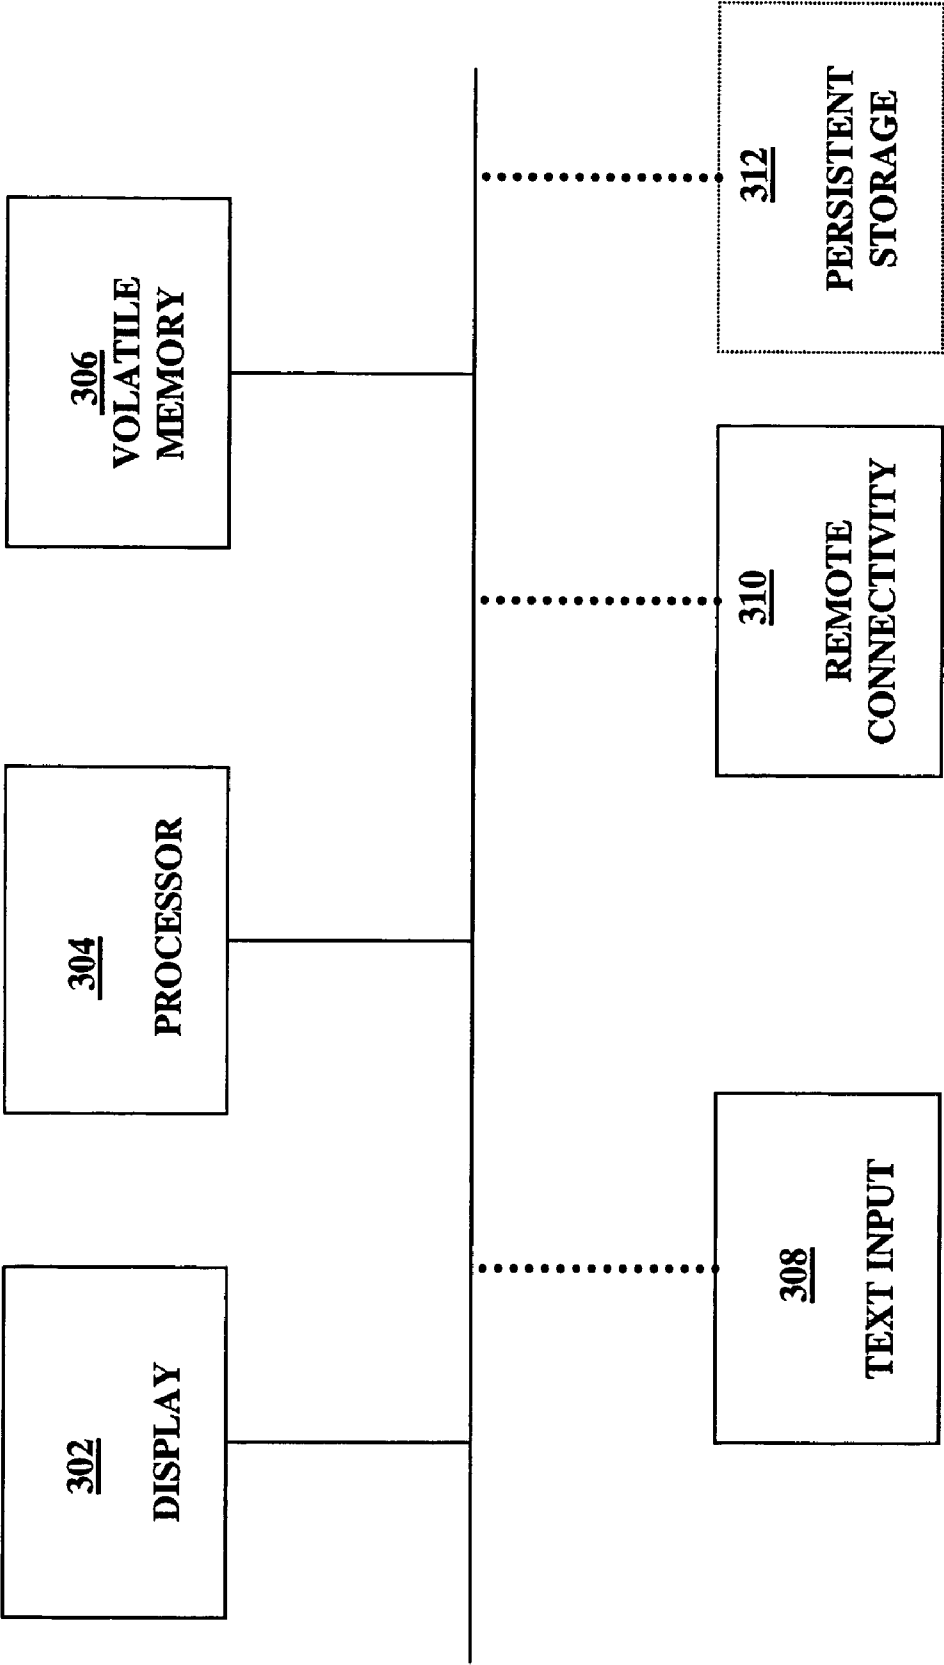 302
DISPLAY
304
PROCESSOR
306
VOLATILE
MEMORY
308
TEXT INPUT
310
REMOTE
CONNECTIVITY
312
PERSISTENT
STORAGE